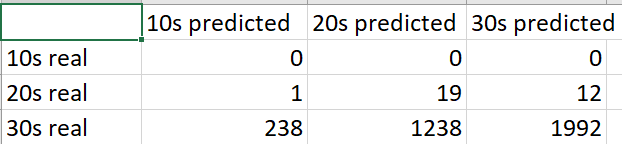 10s predicted 20s predicted 30s predicted
10s real 0 0 0
20s real 1 19 12
30s real 238 1238 1992